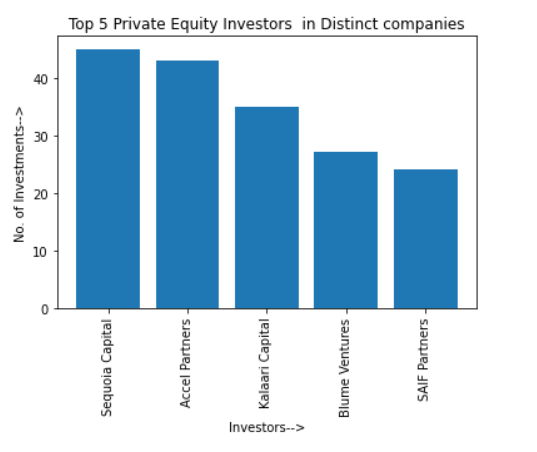 Top 5 Private Equity Investors  in Distinct companies
No. of Investments-->
40
30
20
10
0
Sequoia Capital
Accel Partners
Kalaari Capital
Blume Ventures
SAIF Partners
Investors-->